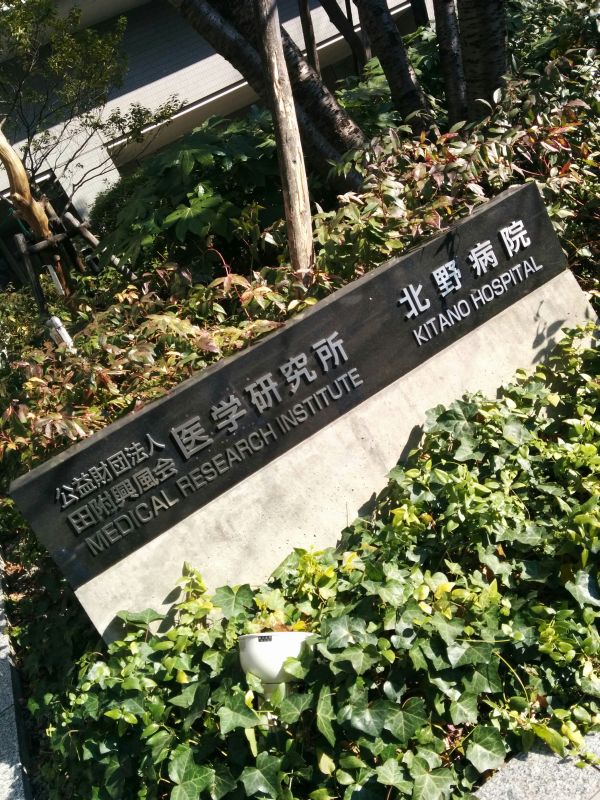 公益財団法人
田附興風会
医学研究所
MEDICAL RESEARCH INSTITUTE
北野病院
KITANO HOSPITAL